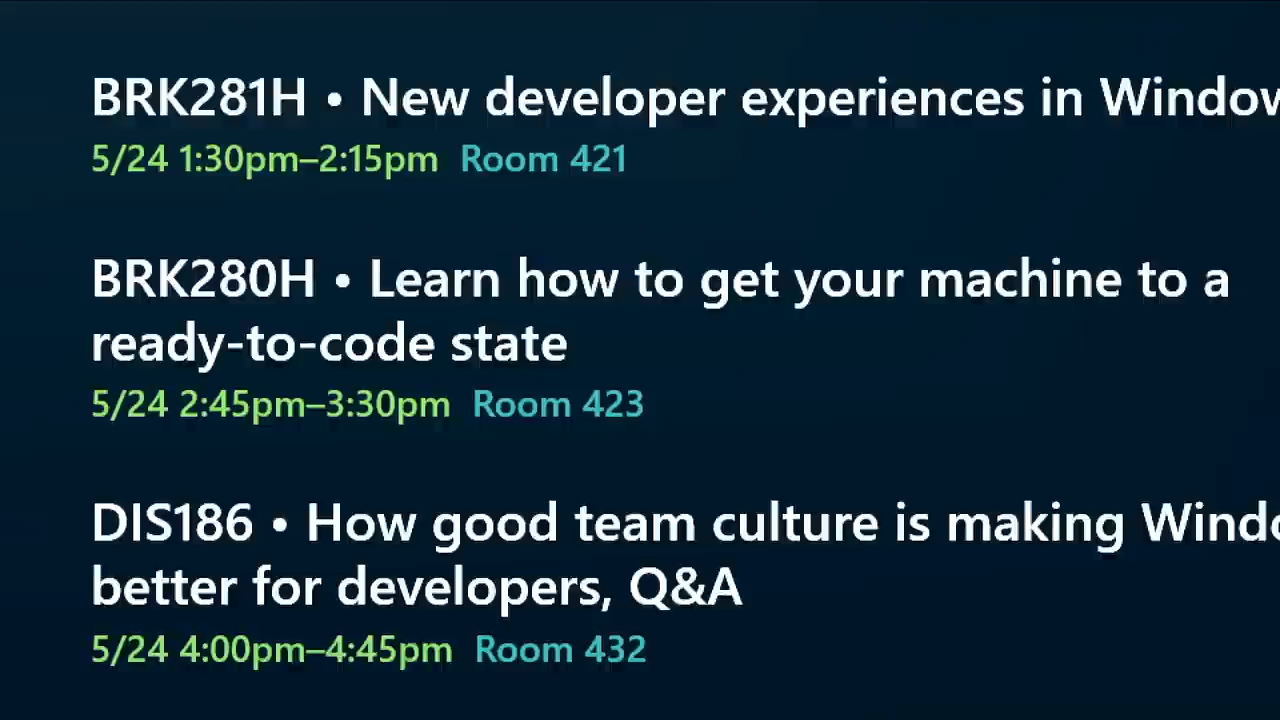 BRK281H • New developer experiences in
5/24 1:30pm–2:15pm Room 421
BRK280H • Learn how to get your machine to a
ready-to-code state
5/24 2:45pm–3:30pm Room 423
DIS186 • How good team culture is making
better for developers, Q&A
5/24 4:00pm–4:45pm Room 432